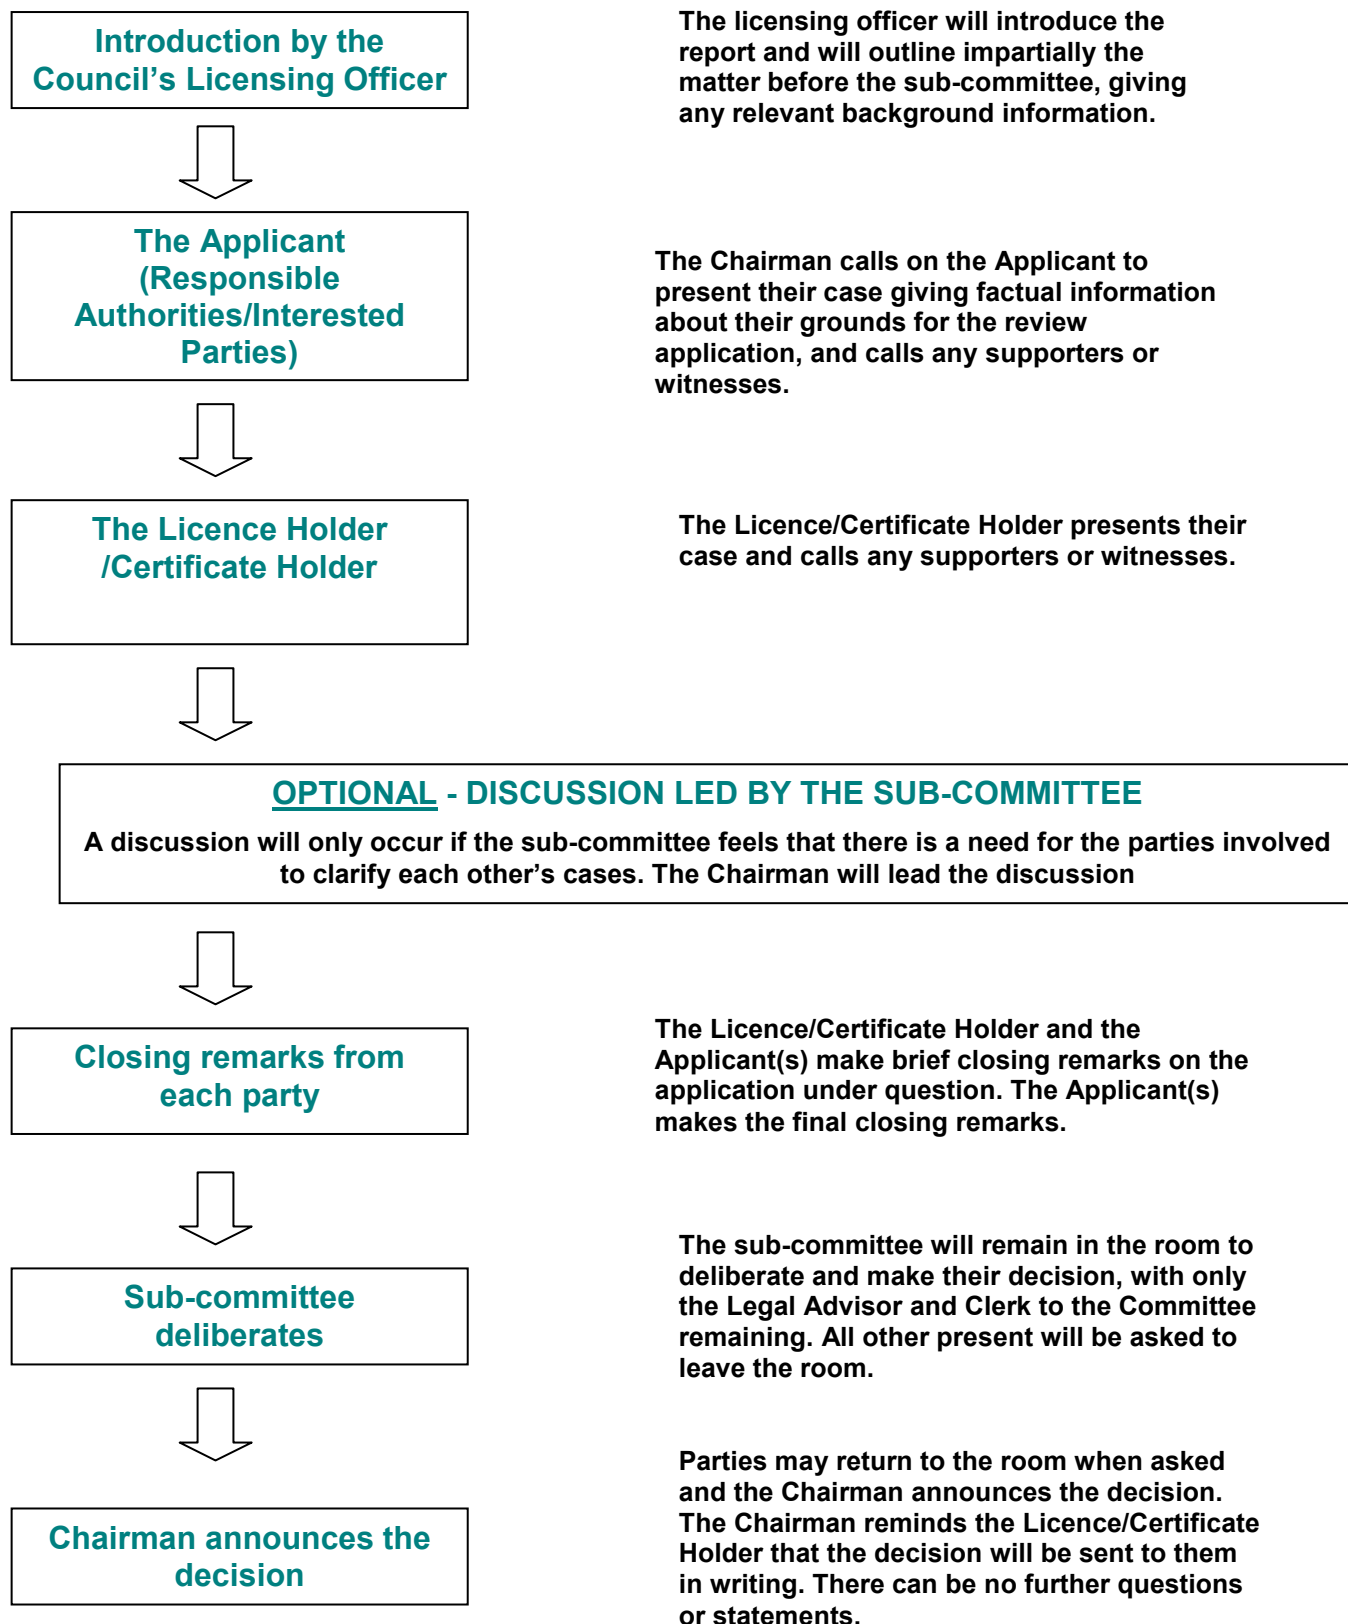 Introduction by the
Council’s Licensing Officer
The licensing officer will introduce the
report and will outline impartially the
matter before the sub-committee, giving
any relevant background information.
The Applicant
(Responsible
Authorities/Interested
Parties)
The Chairman calls on the Applicant to
present their case giving factual information
about their grounds for the review
application, and calls any supporters or
witnesses.
The Licence Holder
/Certificate Holder
The Licence/Certificate Holder presents their
case and calls any supporters or witnesses.
OPTIONAL - DISCUSSION LED BY THE SUB-COMMITTEE
A discussion will only occur if the sub-committee feels that there is a need for the parties involved
to clarify each other’s cases. The Chairman will lead the discussion
Closing remarks from
each party
The Licence/Certificate Holder and the
Applicant(s) make brief closing remarks on the
application under question. The Applicant(s)
makes the final closing remarks.
Sub-committee
deliberates
The sub-committee will remain in the room to
deliberate and make their decision, with only
the Legal Advisor and Clerk to the Committee
remaining. All other present will be asked to
leave the room.
Chairman announces the
decision
Parties may return to the room when asked
and the Chairman announces the decision.
The Chairman reminds the Licence/Certificate
Holder that the decision will be sent to them
in writing. There can be no further questions
or statements.